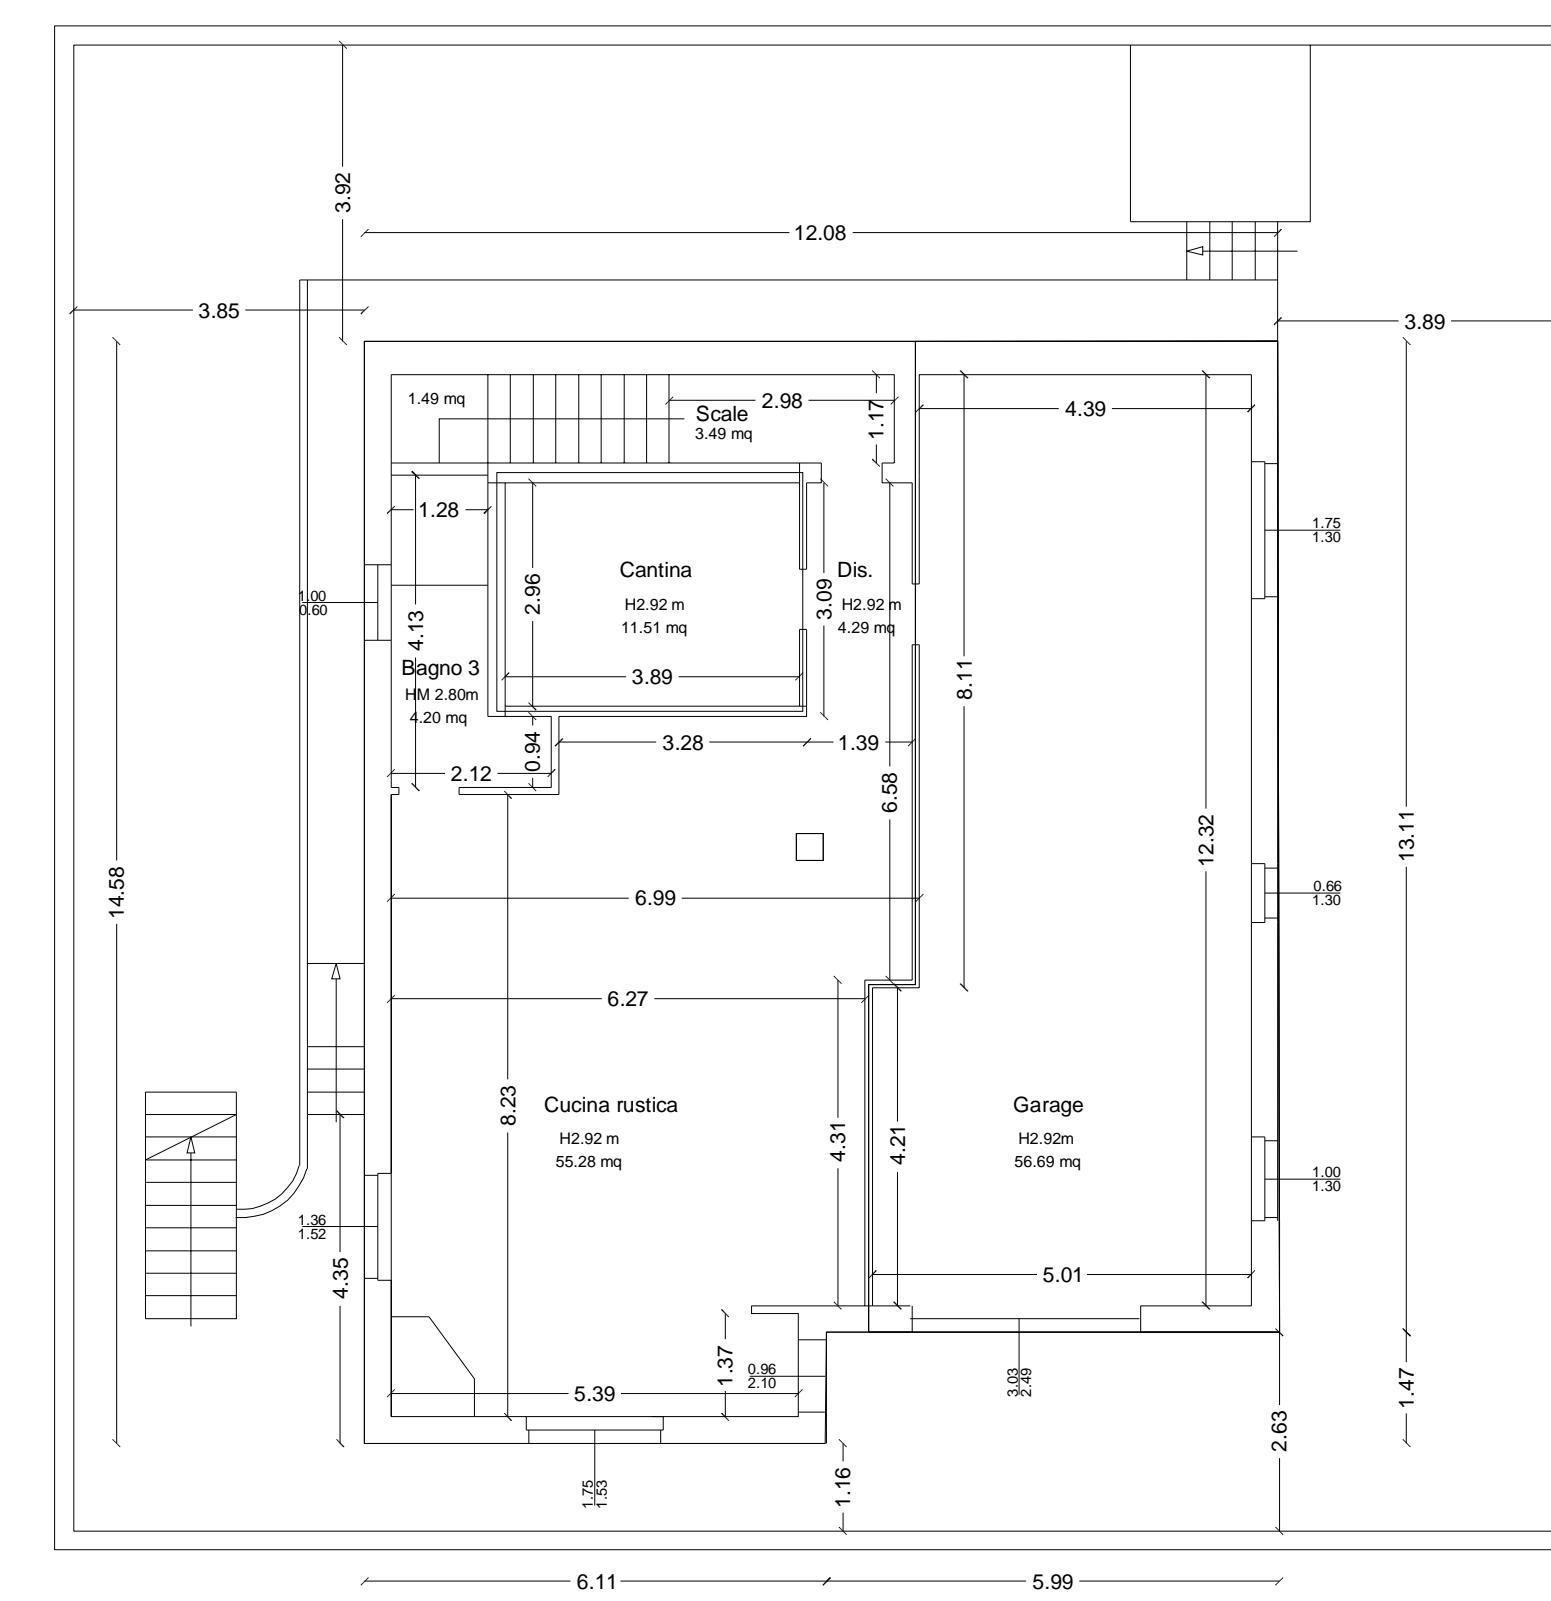 3.92
12.08
3.85
3.89
1.49 mq
2.98
Scale
3.49 mq
1.17
4.39
1.28
1.75
1.30
Cantina
H2.92 m
11.51 mq
2.96
3.89
Dis.
H2.92 m
4.29 mq
3.09
1.00
0.60
4.13
Bagno 3
HM 2.80m
4.20 mq
8.11
0.94
3.28
1.39
2.12
6.58
12.32
13.11
14.58
6.99
0.66
1.30
6.27
8.23
Cucina rustica
H2.92 m
55.28 mq
4.31
4.21
Garage
H2.92m
56.69 mq
1.00
1.30
1.36
1.52
4.35
5.01
1.37
0.96
2.10
5.39
3.03
2.49
1.47
2.63
1.75
1.53
1.16
6.11
5.99